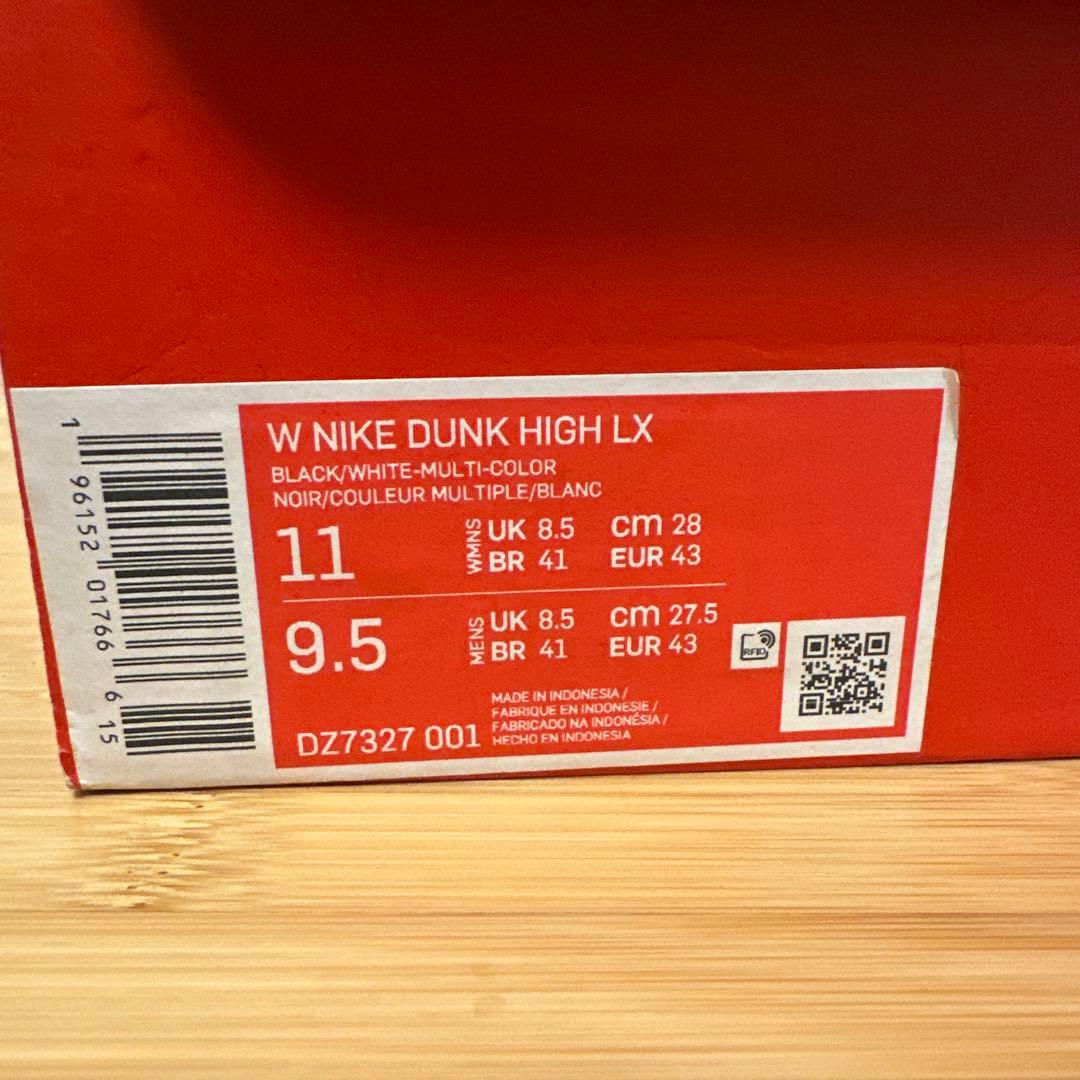 1
96152 01766 6 15
W NIKE DUNK HIGH LX
BLACK/WHITE-MULTI-COLOR
NOIR/COULEUR MULTIPLE/BLANC
11 WMNS UK 8.5 cm 28
BR 41 EUR 43
9.5 MENS UK 8.5 cm 27.5
BR 41 EUR 43
RFID
MADE IN INDONESIA /
FABRIQUE EN INDONESIE /
FABRICADO NA INDONÉSIA /
HECHO EN INDONESIA
DZ7327 001